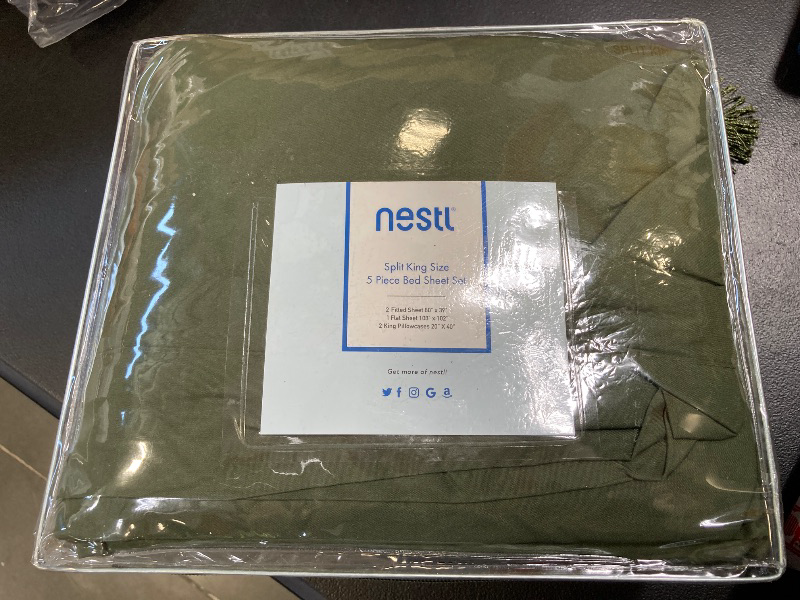 nestl®
Split King Size
5 Piece Bed Sheet Set
2 Fitted Sheet 80" x 39"
1 Flat Sheet 103" x 102"
2 King Pillowcases 20" X 40"
Get more of nestl!